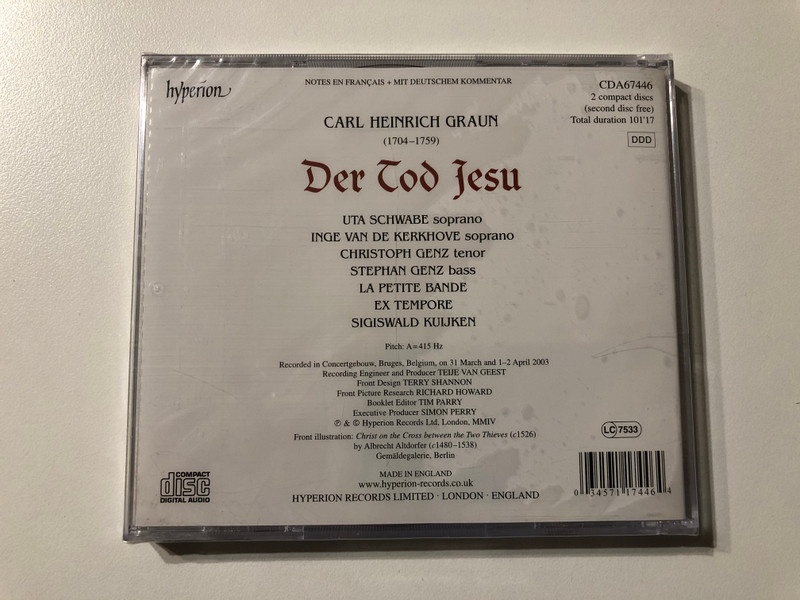 hyperion
NOTES EN FRANÇAIS + MIT DEUTSCHEM KOMMENTAR
CDA67446
2 compact discs
(second disc free)
Total duration 101'17
DDD
CARL HEINRICH GRAUN
(1704–1759)
Der Tod Jesu
UTA SCHWABE soprano
INGE VAN DE KERKHOVE soprano
CHRISTOPH GENZ tenor
STEPHAN GENZ bass
LA PETITE BANDE
EX TEMPORE
SIGISWALD KUIJKEN
Pitch: A=415 Hz
Recorded in Concertgebouw, Bruges, Belgium, on 31 March and 1–2 April 2003
Recording Engineer and Producer TEIJE VAN GEEST
Front Design TERRY SHANNON
Front Picture Research RICHARD HOWARD
Booklet Editor TIM PARRY
Executive Producer SIMON PERRY
℗ & © Hyperion Records Ltd, London, MMIV
Front illustration: Christ on the Cross between the Two Thieves (c1526)
by Albrecht Altdorfer (c1480–1538)
Gemäldegalerie, Berlin
LC 7533
MADE IN ENGLAND
www.hyperion-records.co.uk
HYPERION RECORDS LIMITED · LONDON · ENGLAND
COMPACT
disc
DIGITAL AUDIO
0 34571 17446 4